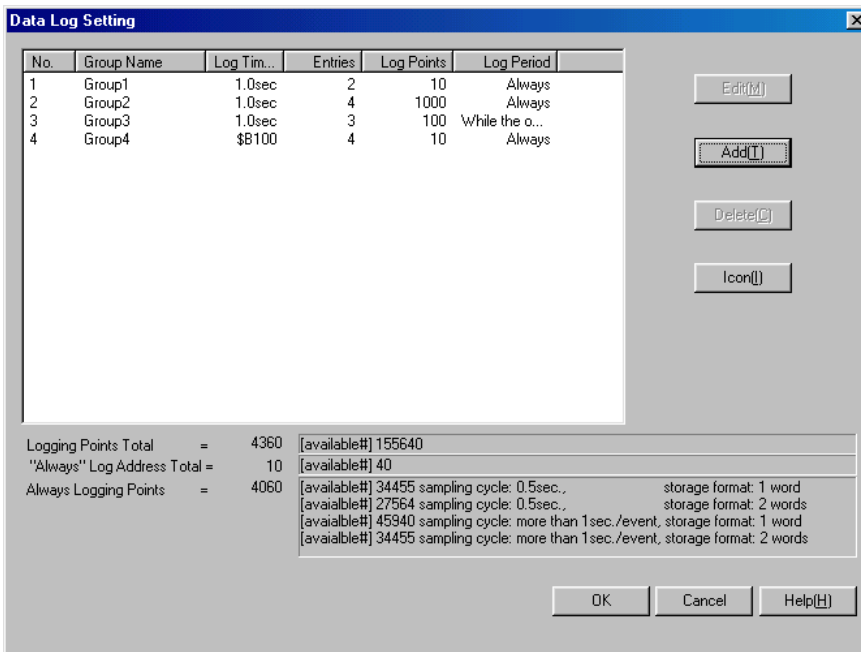 Data Log Setting
No. Group Name Log Tim... Entries Log Points Log Period
1 Group1 1.0sec 2 10 Always
2 Group2 1.0sec 4 1000 Always
3 Group3 1.0sec 3 100 While the o...
4 Group4 $B100 4 10 Always
Edit(M)
Add(T)
Delete(C)
Icon(I)
Logging Points Total = 4360 [available#] 155640
"Always" Log Address Total = 10 [available#] 40
Always Logging Points = 4060 [available#] 34455 sampling cycle: 0.5sec., storage format: 1 word
[avaialbe#] 27564 sampling cycle: 0.5sec., storage format: 2 words
[avaialble#] 45940 sampling cycle: more than 1sec./event, storage format: 1 word
[avaialble#] 34455 sampling cycle: more than 1sec./event, storage format: 2 words
OK Cancel Help(H)